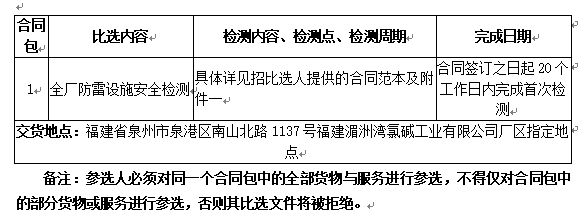 合同包 比选内容 检测内容、检测点、检测周期 完成日期
1 全厂防雷设施安全检测 具体详见招比选人提供的合同范本及附件一 合同签订之日起 20 个工作日内完成首次检测
交货地点：福建省泉州市泉港区南山北路 1137 号福建湄洲湾氯碱工业有限公司厂区指定地点
备注：参选人必须对同一个合同包中的全部货物与服务进行参选，不得仅对合同包中
的部分货物或服务进行参选，否则其比选文件将被拒绝。